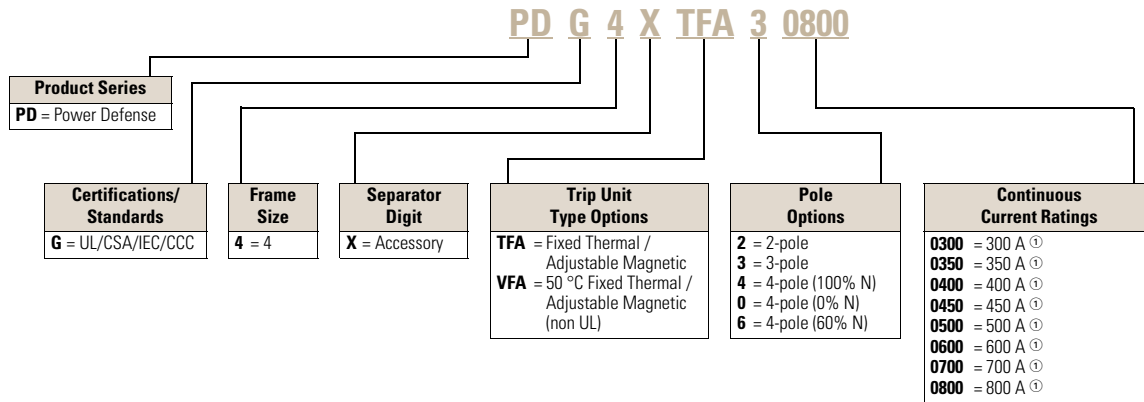 PD G 4 X TFA 3 0800
Product Series
PD = Power Defense
Certifications/
Standards
G = UL/CSA/IEC/CCC
Frame
Size
4 = 4
Separator
Digit
X = Accessory
Trip Unit
Type Options
TFA = Fixed Thermal /
Adjustable Magnetic
VFA = 50 °C Fixed Thermal /
Adjustable Magnetic
(non UL)
Pole
Options
2 = 2-pole
3 = 3-pole
4 = 4-pole (100% N)
0 = 4-pole (0% N)
6 = 4-pole (60% N)
Continuous
Current Ratings
0300 = 300 A ①
0350 = 350 A ①
0400 = 400 A ①
0450 = 450 A ①
0500 = 500 A ①
0600 = 600 A ①
0700 = 700 A ①
0800 = 800 A ①